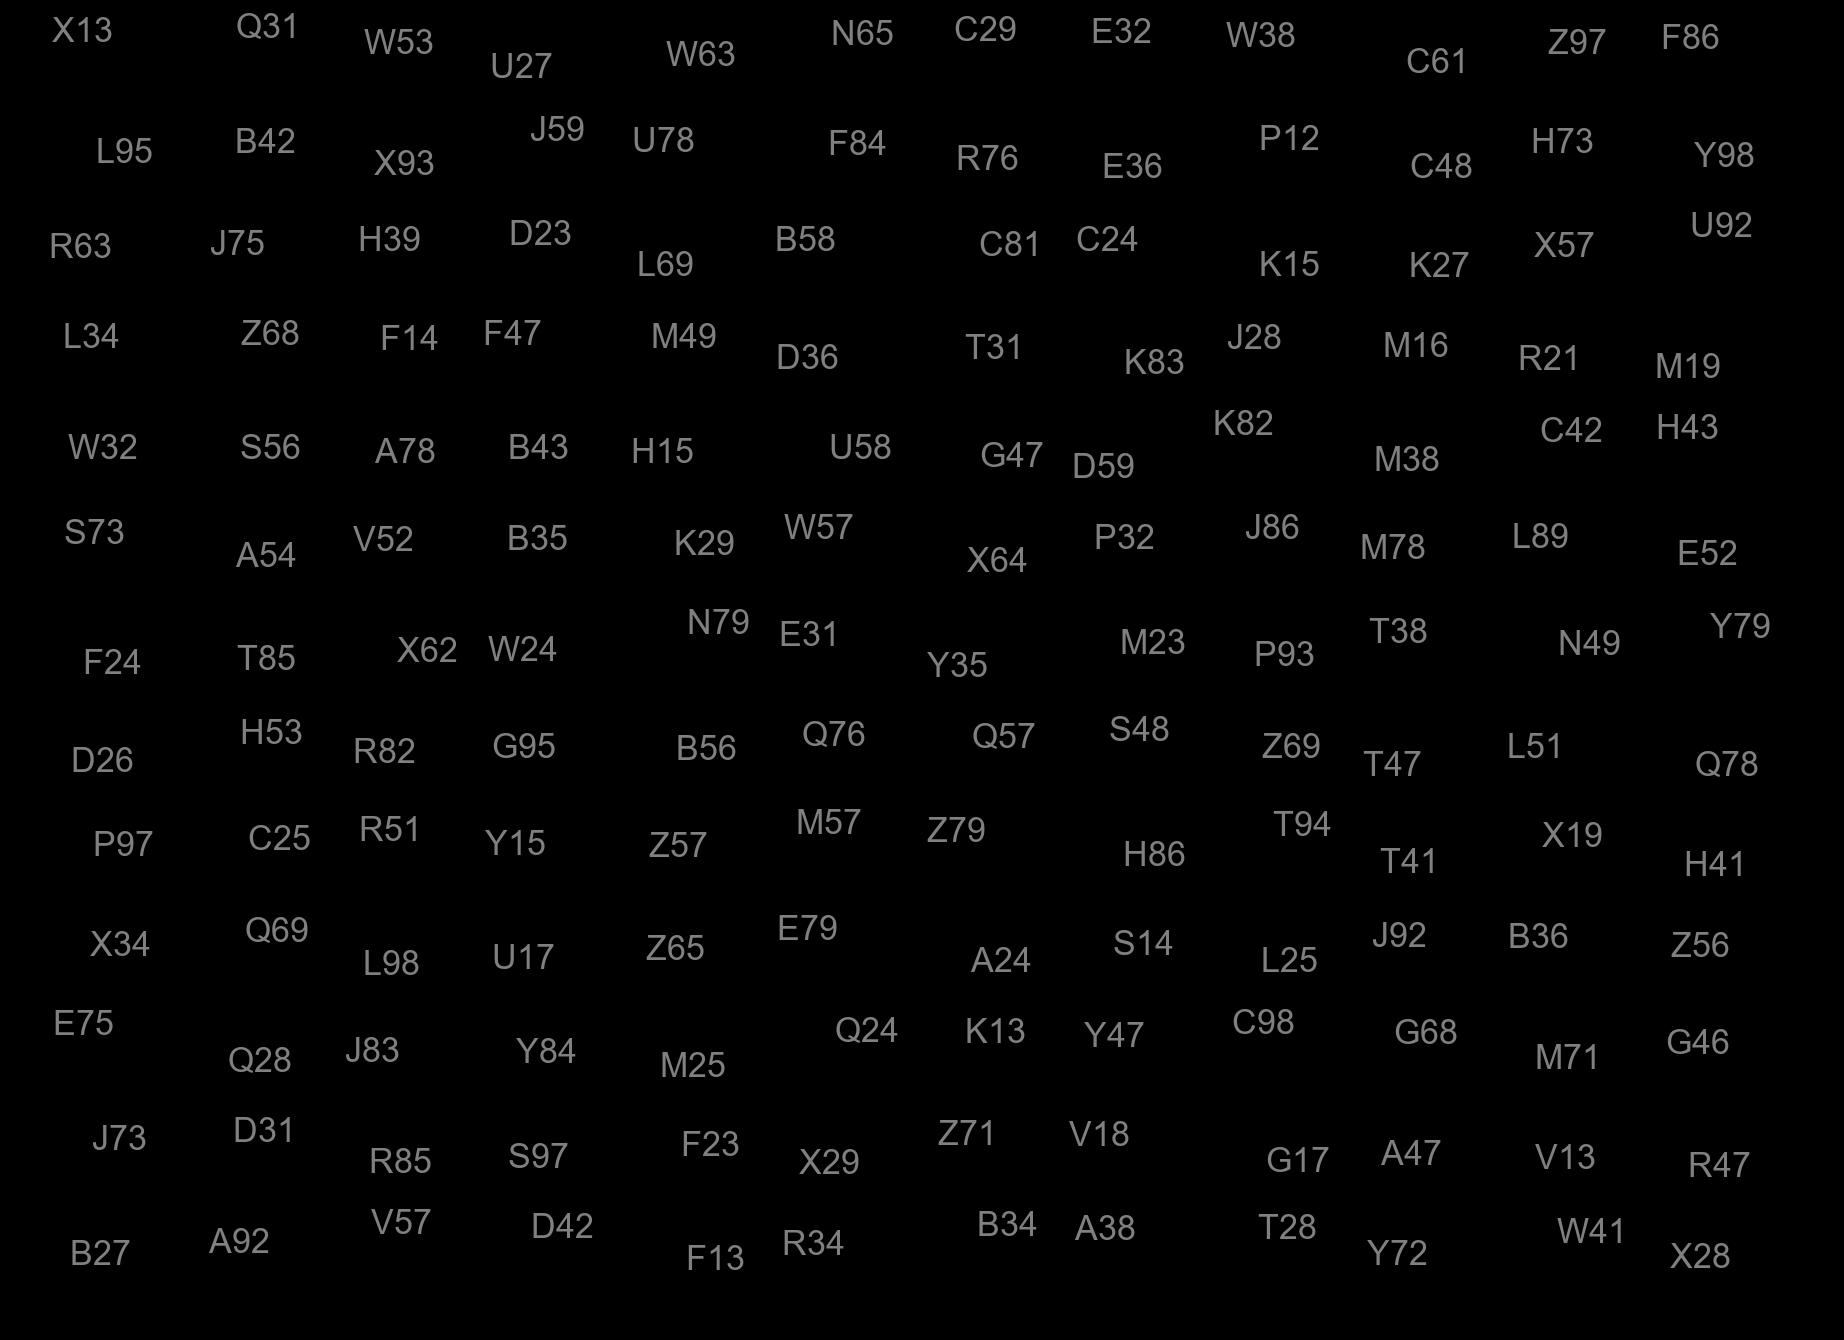 X13 Q31 W53 U27 W63 N65 C29 E32 W38 C61 Z97 F86
L95 B42 X93 J59 U78 F84 R76 E36 P12 C48 H73 Y98
R63 J75 H39 D23 L69 B58 C81 C24 K15 K27 X57 U92
L34 Z68 F14 F47 M49 D36 T31 K83 J28 M16 R21 M19
W32 S56 A78 B43 H15 U58 G47 D59 K82 M38 C42 H43
S73 A54 V52 B35 K29 W57 X64 P32 J86 M78 L89 E52
F24 T85 X62 W24 N79 E31 Y35 M23 P93 T38 N49 Y79
D26 H53 R82 G95 B56 Q76 Q57 S48 Z69 T47 L51 Q78
P97 C25 R51 Y15 Z57 M57 Z79 H86 T94 T41 X19 H41
X34 Q69 L98 U17 Z65 E79 A24 S14 L25 J92 B36 Z56
E75 Q28 J83 Y84 M25 Q24 K13 Y47 C98 G68 M71 G46
J73 D31 R85 S97 F23 X29 Z71 V18 G17 A47 V13 R47
B27 A92 V57 D42 F13 R34 B34 A38 T28 Y72 W41 X28